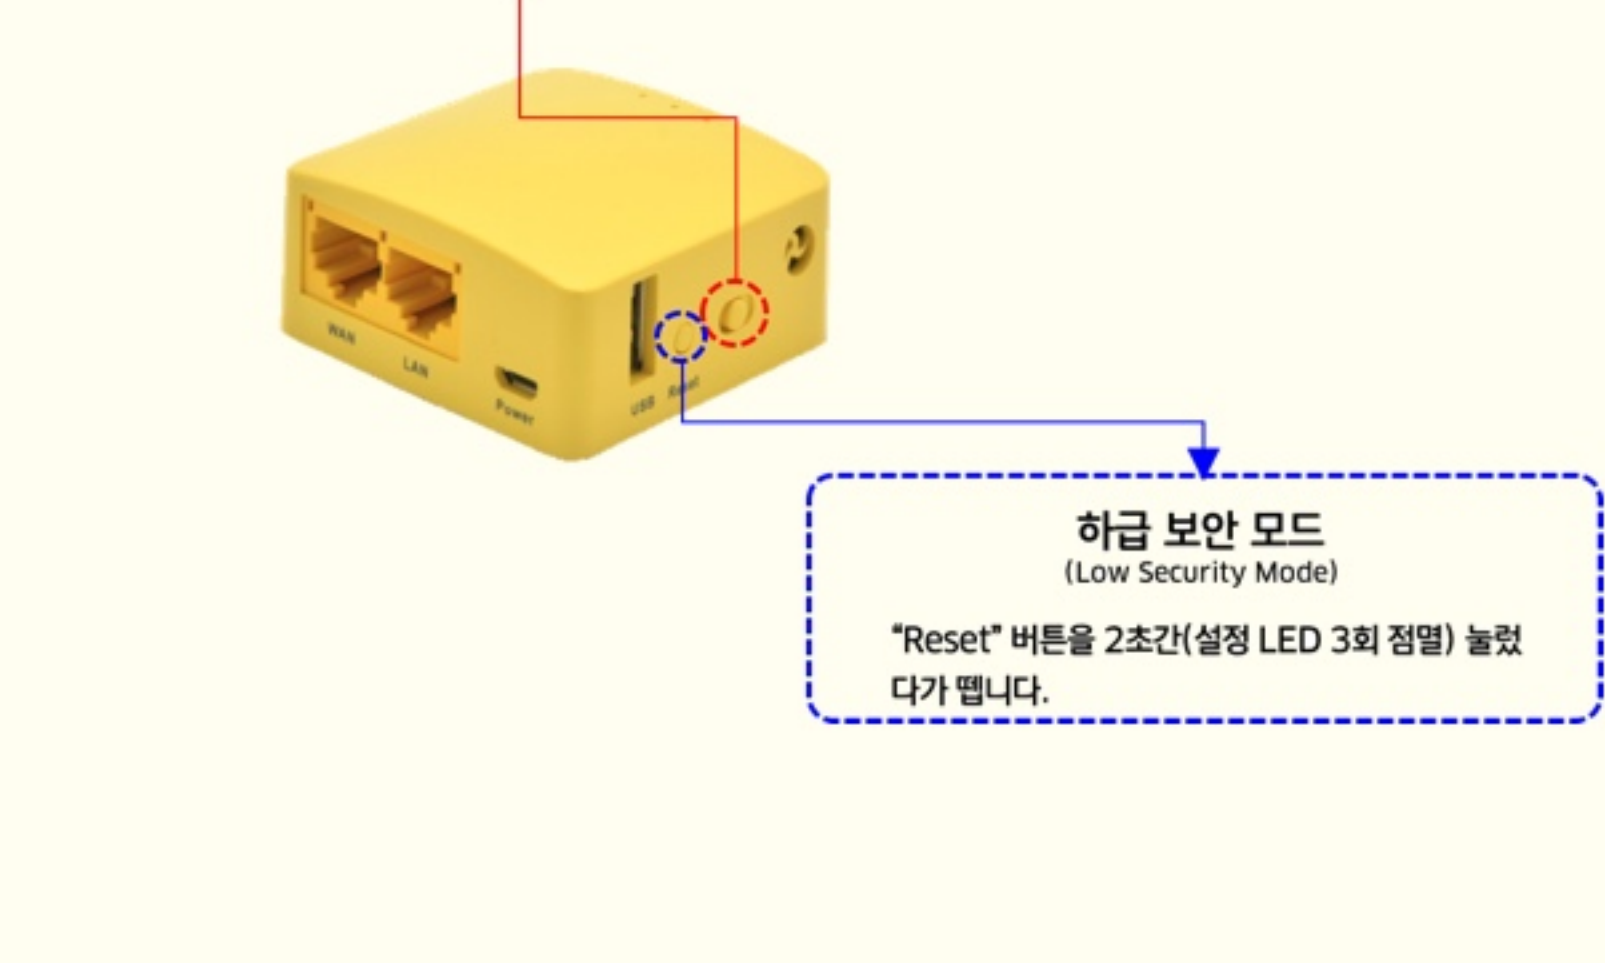 WAN
LAN
Power
USB
Reset
하급 보안 모드
(Low Security Mode)
“Reset” 버튼을 2초간(설정 LED 3회 점멸) 눌렀
다가 뗍니다.